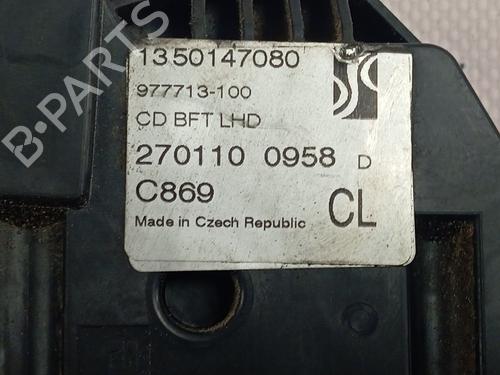 1350147080
977713-100
CD BFT LHD
270110 0958 D
C869
CL
Made in Czech Republic
B-PARTS